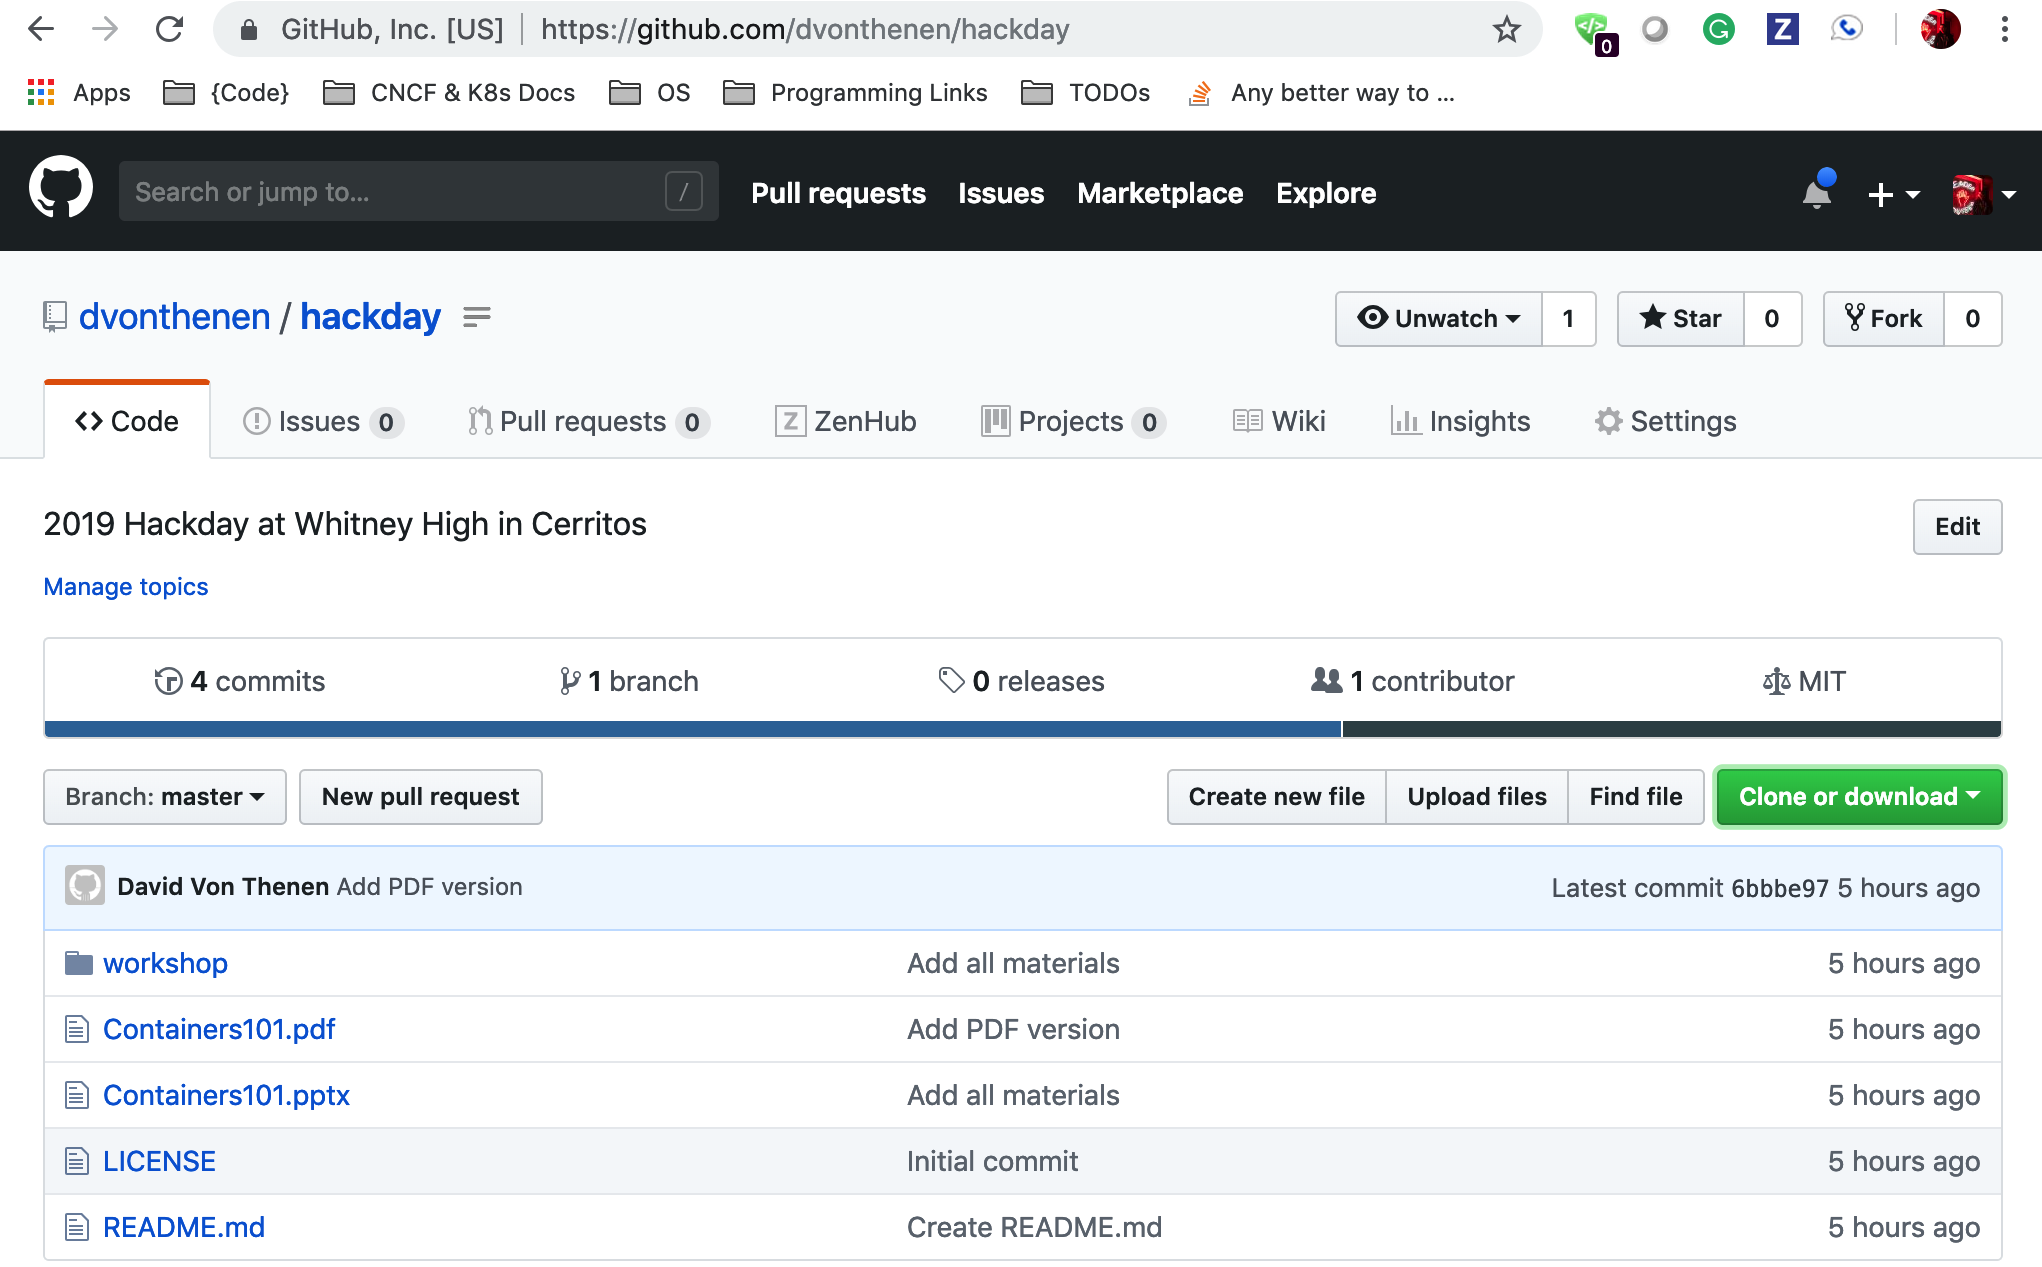 GitHub, Inc. [US] https://github.com/dvonthenen/hackday 0 G Z
Apps {Code} CNCF & K8s Docs OS Programming Links TODOs Any better way to ...
Search or jump to... / Pull requests Issues Marketplace Explore
dvonthenen / hackday Unwatch 1 Star 0 Fork 0
Code Issues 0 Pull requests 0 Z ZenHub Projects 0 Wiki Insights Settings
2019 Hackday at Whitney High in Cerritos Edit
Manage topics
4 commits 1 branch 0 releases 1 contributor MIT
Branch: master New pull request Create new file Upload files Find file Clone or download
David Von Thenen Add PDF version Latest commit 6bbbe97 5 hours ago
workshop Add all materials 5 hours ago
Containers101.pdf Add PDF version 5 hours ago
Containers101.pptx Add all materials 5 hours ago
LICENSE Initial commit 5 hours ago
README.md Create README.md 5 hours ago